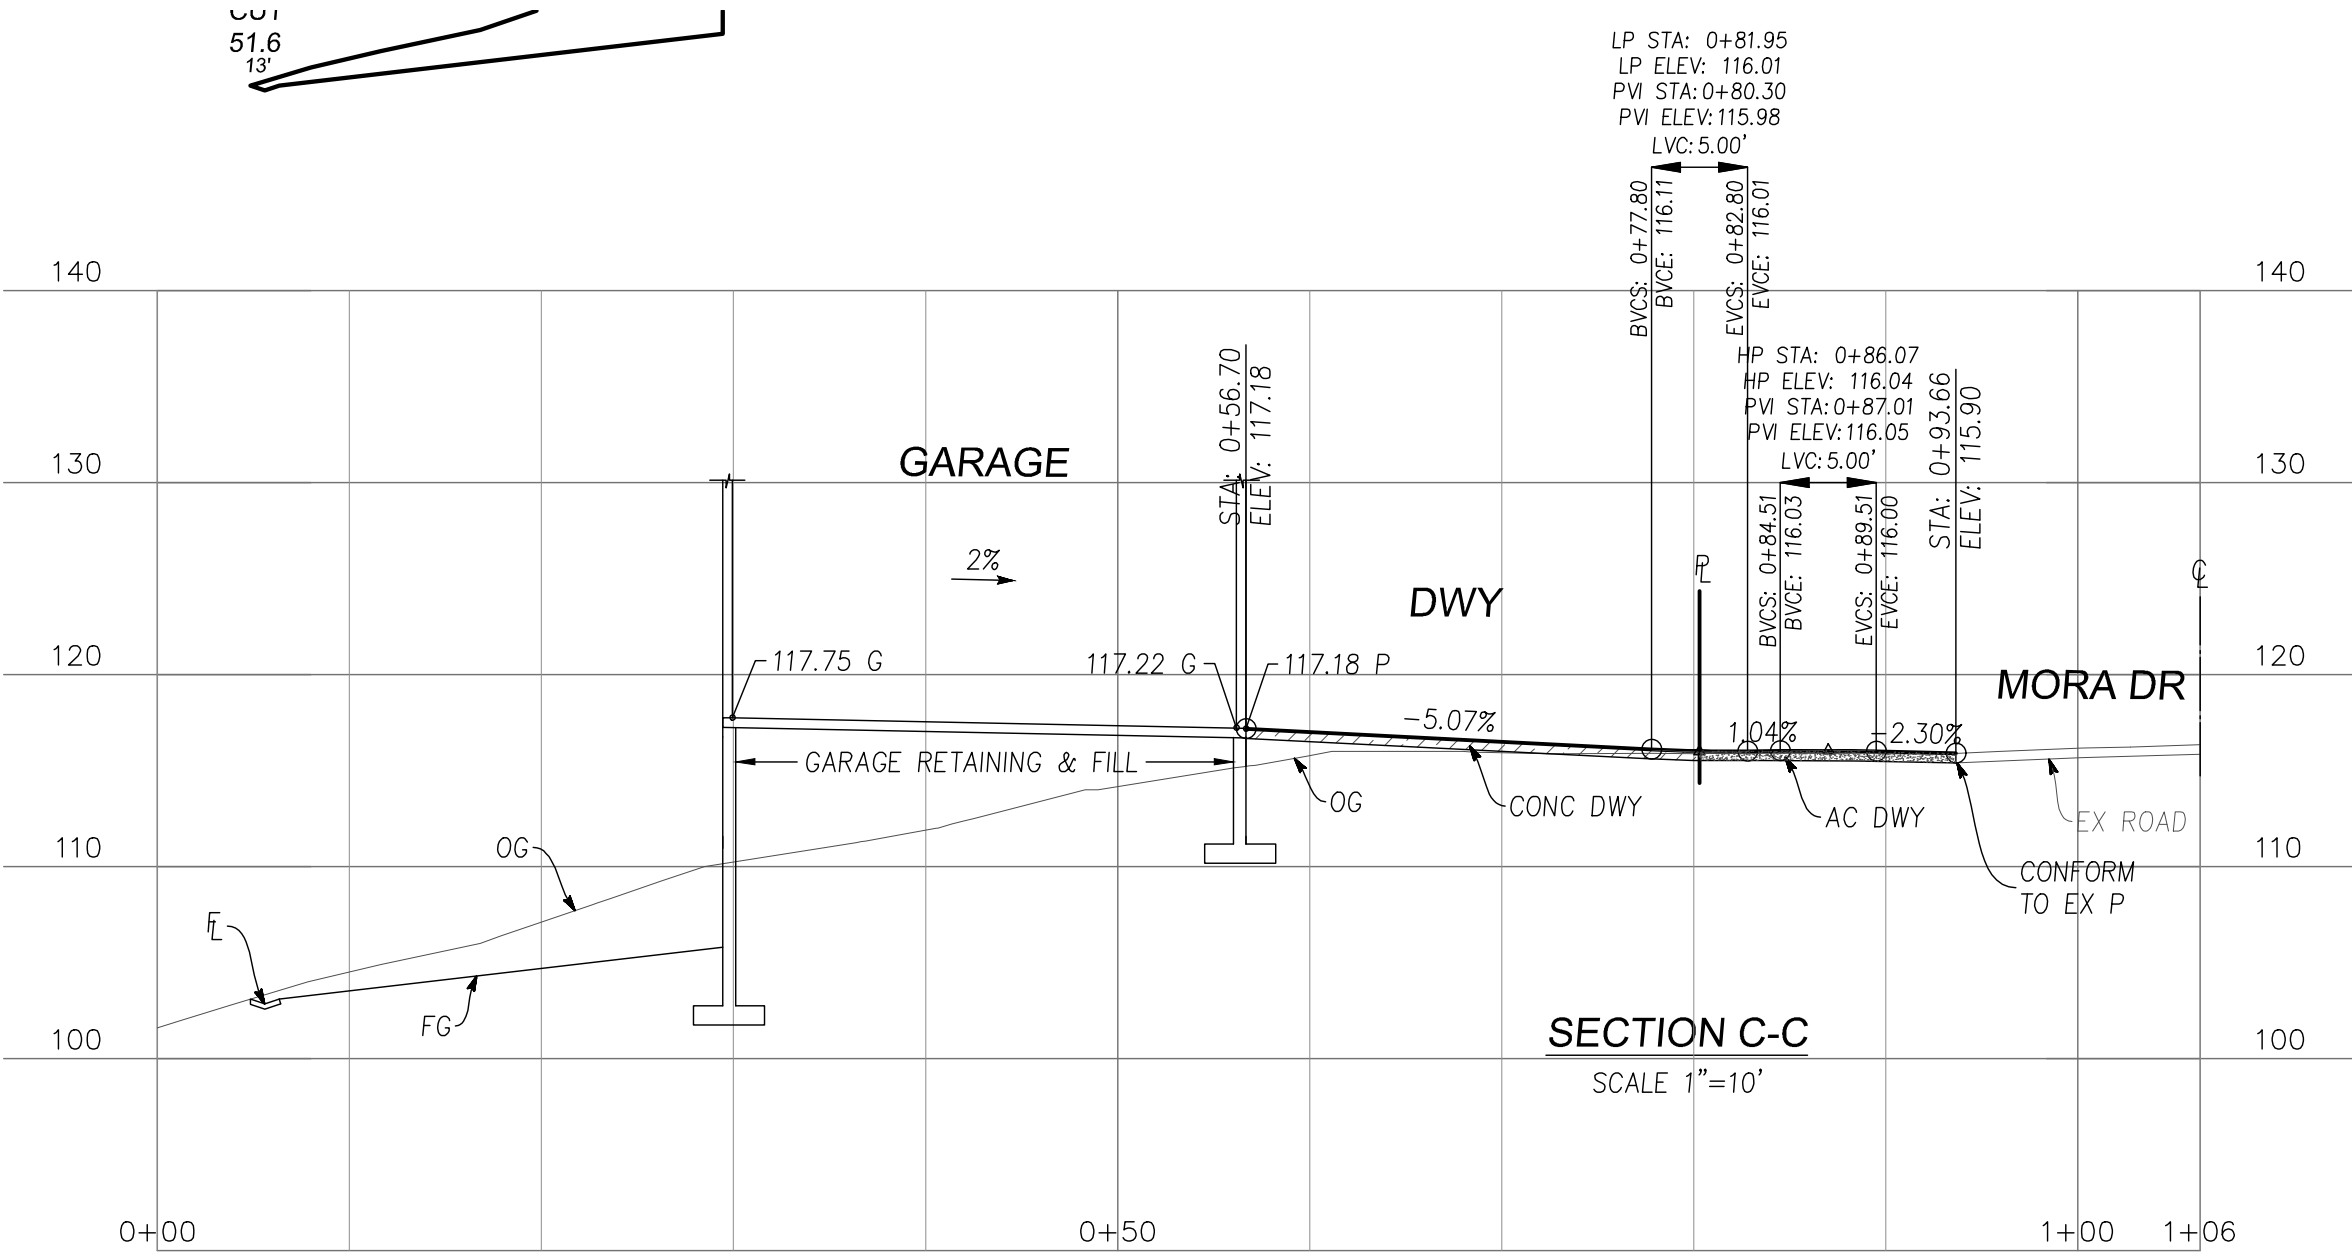 51.6
13'
LP STA: 0+81.95
LP ELEV: 116.01
PVI STA:0+80.30
PVI ELEV:115.98
LVC:5.00'
BVCS: 0+77.80
BVCE: 116.11
EVCS: 0+82.80
EVCE: 116.01
140
140
HP STA: 0+86.07
HP ELEV: 116.04
PVI STA:0+87.01
PVI ELEV:116.05
LVC:5.00'
BVCS: 0+84.51
BVCE: 116.03
EVCS: 0+89.51
EVCE: 116.00
STA: 0+93.66
ELEV: 115.90
STA: 0+56.70
ELEV: 117.18
130
GARAGE
130
2%
PL
CL
DWY
120
117.75 G
117.22 G
117.18 P
120
MORA DR
-5.07%
1.04%
-2.30%
GARAGE RETAINING & FILL
OG
CONC DWY
AC DWY
EX ROAD
110
OG
110
CONFORM
TO EX P
FL
FG
100
SECTION C-C
100
SCALE 1"=10'
0+00
0+50
1+00
1+06